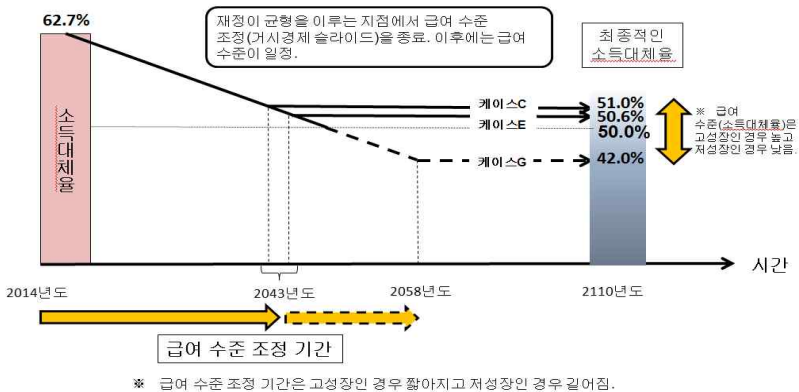 62.7%
재정이 균형을 이루는 지점에서 급여 수준
조정(거시경제 슬라이드)을 종료. 이후에는 급여
수준이 일정.
최종적인
소득대체율
소득대체율
케이스C
51.0%
케이스E
50.6%
50.0%
케이스G
42.0%
※ 급여
수준(소득대체율)은
고성장인 경우 높고
저성장인 경우 낮음.
시간
2014년도
2043년도
2058년도
2110년도
급여 수준 조정 기간
※ 급여 수준 조정 기간은 고성장인 경우 짧아지고 저성장인 경우 길어짐.